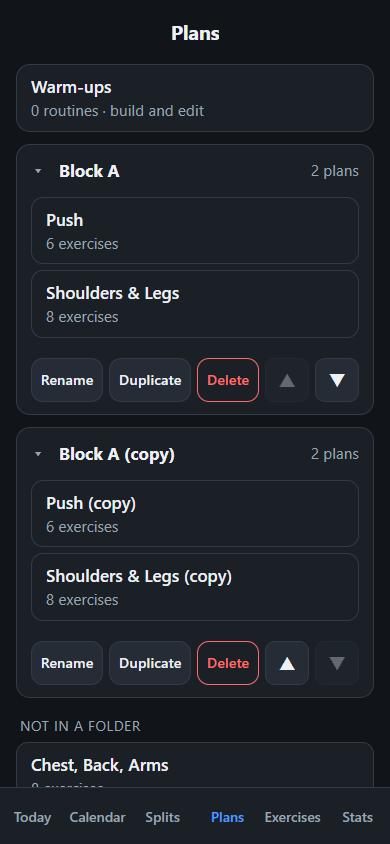 Plans
Warm-ups
0 routines · build and edit
Block A
2 plans
Push
6 exercises
Shoulders & Legs
8 exercises
Rename
Duplicate
Delete
Block A (copy)
2 plans
Push (copy)
6 exercises
Shoulders & Legs (copy)
8 exercises
Rename
Duplicate
Delete
NOT IN A FOLDER
Chest, Back, Arms
Today
Calendar
Splits
Plans
Exercises
Stats